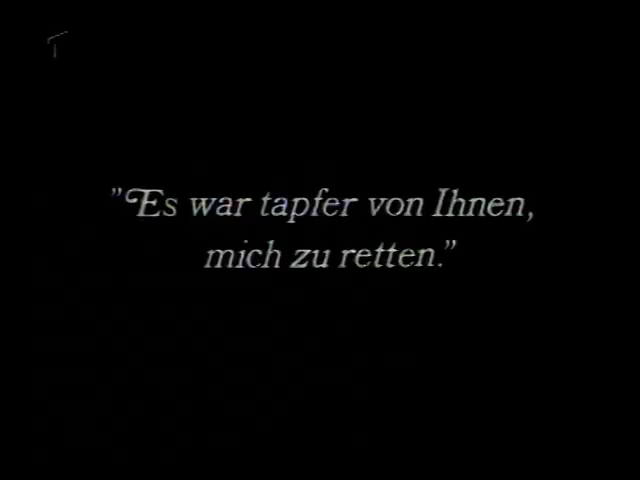 "Es war tapfer von Ihnen,
mich zu retten."